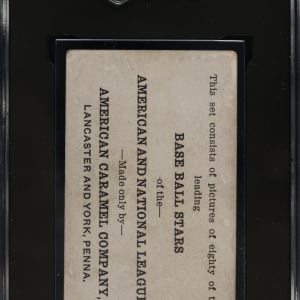 This set consists of pictures of eighty of t
leading
BASE BALL STARS
-of the-
AMERICAN AND NATIONAL LEAGUE
—Made only by—
AMERICAN CARAMEL COMPANY,
LANCASTER AND YORK, PENNA.